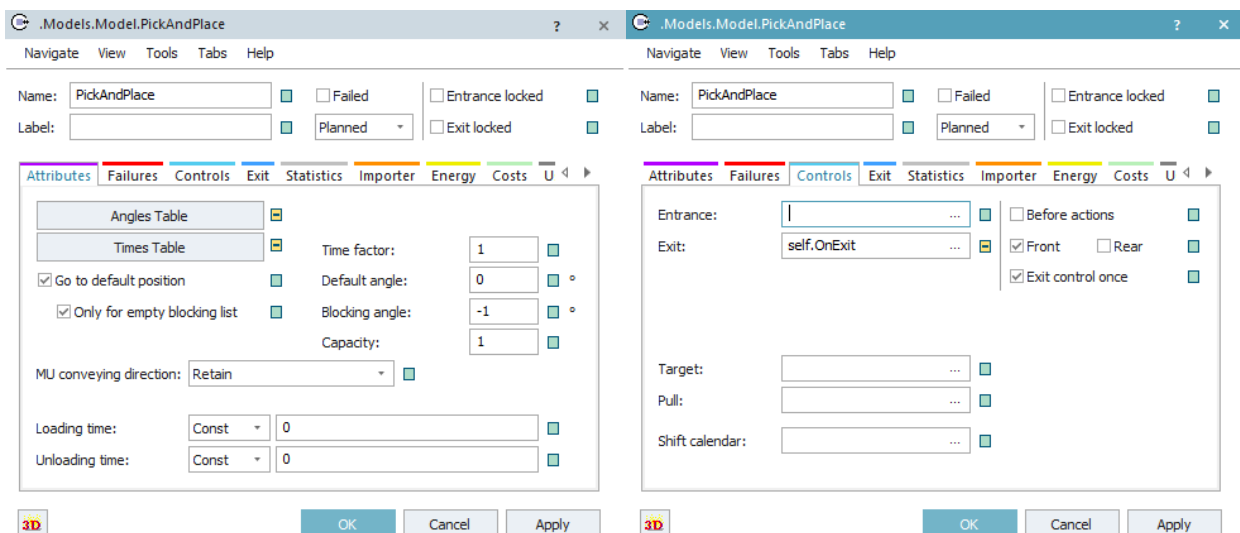 .Models.Model.PickAndPlace ? ×
Navigate View Tools Tabs Help
Name: PickAndPlace Failed Entrance locked
Label: Planned Exit locked
Attributes Failures Controls Exit Statistics Importer Energy Costs U
Angles Table
Times Table Time factor: 1
Go to default position Default angle: 0 °
Only for empty blocking list Blocking angle: -1 °
Capacity: 1
MU conveying direction: Retain
Loading time: Const 0
Unloading time: Const 0
3D OK Cancel Apply
.Models.Model.PickAndPlace ? ×
Navigate View Tools Tabs Help
Name: PickAndPlace Failed Entrance locked
Label: Planned Exit locked
Attributes Failures Controls Exit Statistics Importer Energy Costs U
Entrance: ... Before actions
Exit: self.OnExit ... Front Rear
Exit control once
Target: ...
Pull: ...
Shift calendar: ...
3D OK Cancel Apply